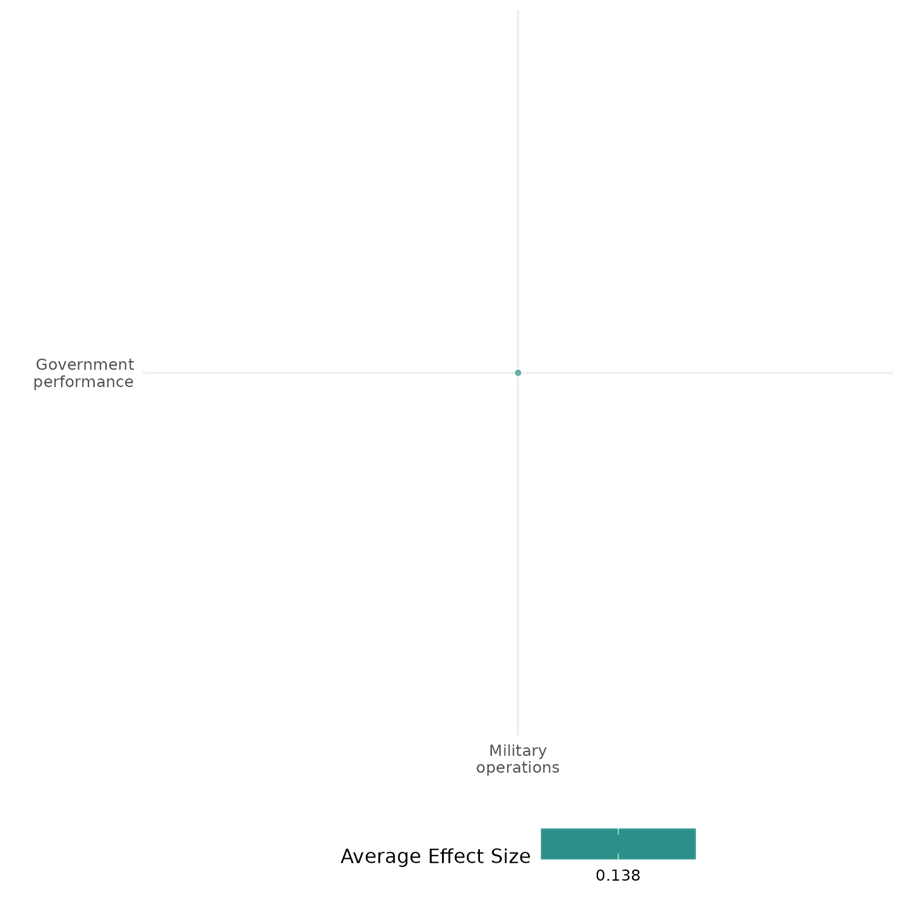 Government
performance
Military
operations
Average Effect Size
0.138